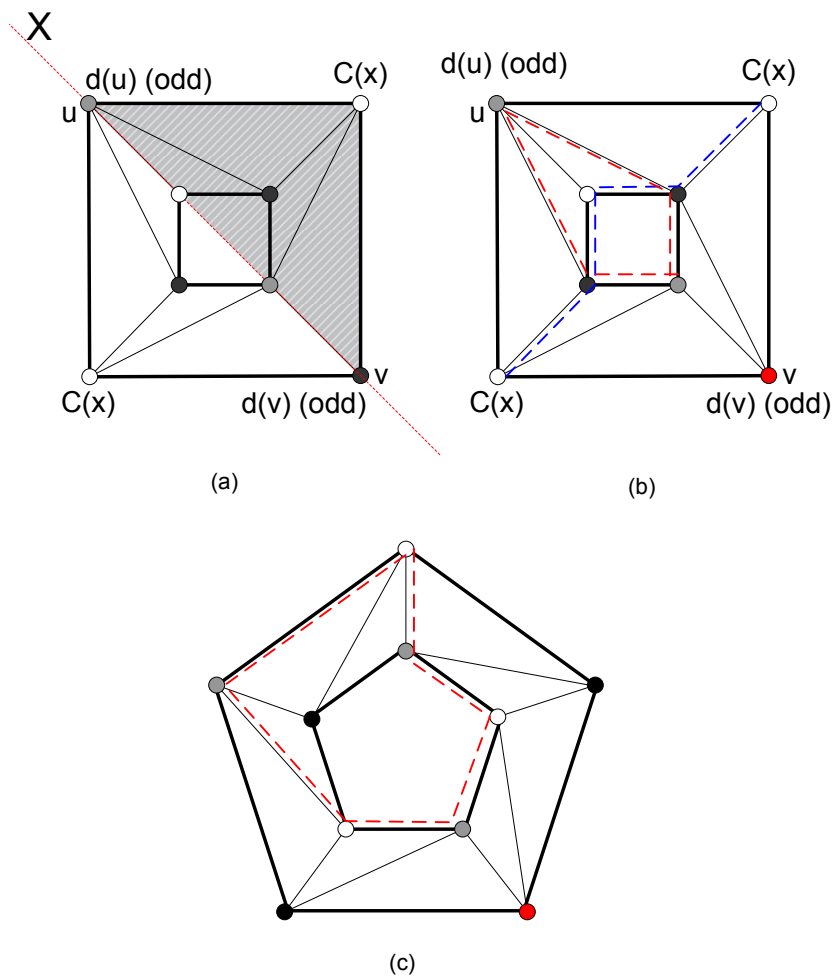 X
d(u) (odd)
C(x)
u
C(x)
v
d(v) (odd)
(a)
d(u) (odd)
C(x)
u
C(x)
v
d(v) (odd)
(b)
(c)